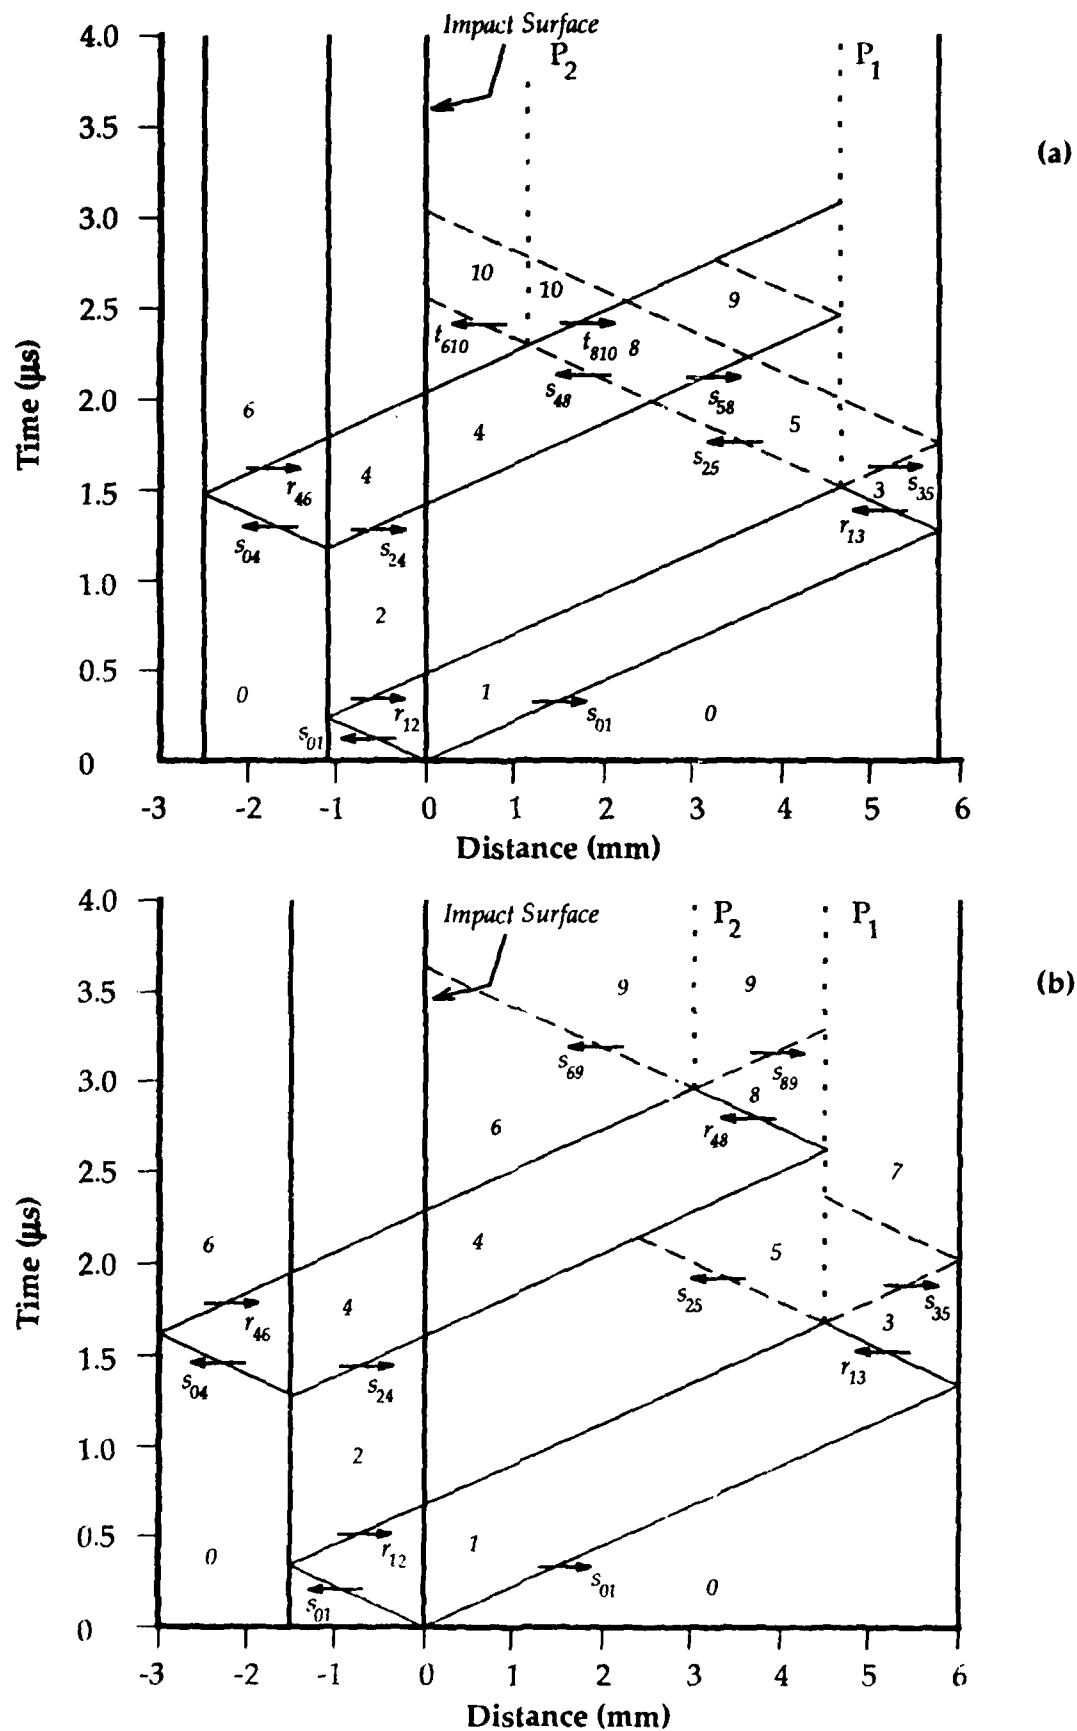 Impact Surface
4.0
P2
P1
3.5
(a)
3.0
10
10
9
2.5
t610
t810
8
s48
s58
2.0
6
4
5
s25
Time (μs)
4
3
s35
1.5
r46
r13
s04
s24
1.0
2
0.5
0
1
0
s01
r12
s01
0
-3 -2 -1 0 1 2 3 4 5 6
Distance (mm)
4.0
Impact Surface
P2
P1
3.5
9
9
(b)
s69
s89
3.0
8
6
r48
2.5
7
6
4
5
2.0
s25
s35
Time (μs)
4
3
r46
1.5
s04
s24
r13
1.0
2
0.5
0
r12
1
s01
s01
0
0
-3 -2 -1 0 1 2 3 4 5 6
Distance (mm)